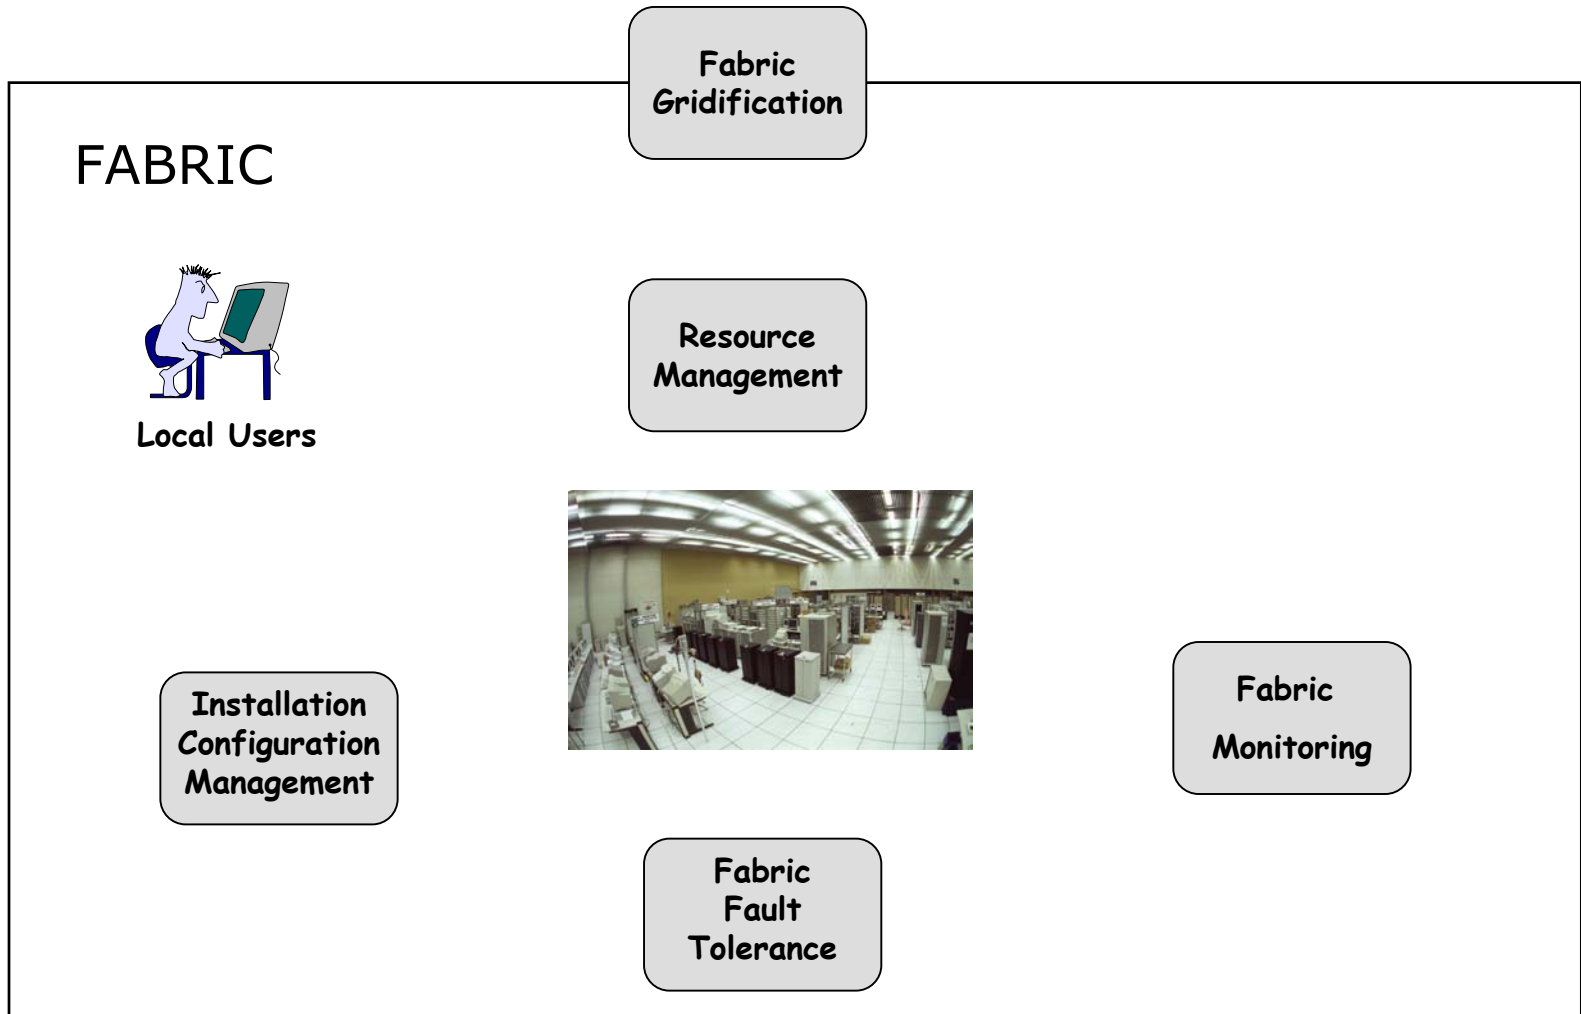 Fabric
Gridification
FABRIC
Resource
Management
Local Users
Installation
Configuration
Management
Fabric
Monitoring
Fabric
Fault
Tolerance